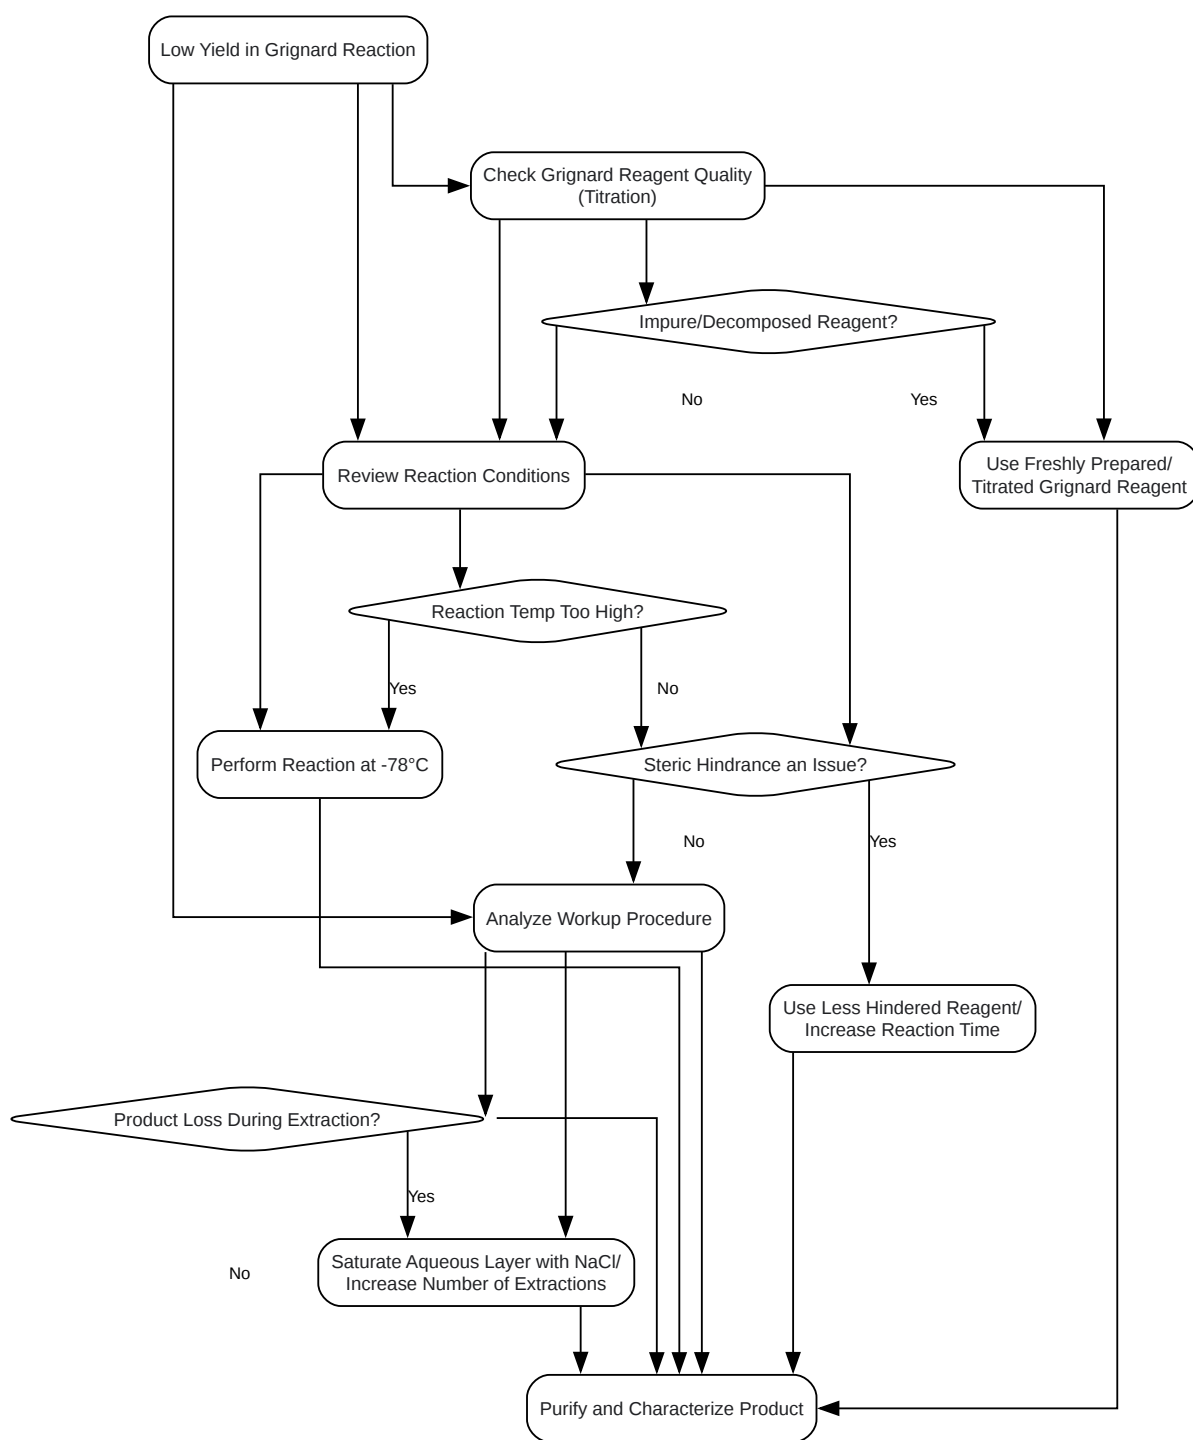 Low Yield in Grignard Reaction
Check Grignard Reagent Quality
(Titration)
Impure/Decomposed Reagent?
No
Yes
Review Reaction Conditions
Use Freshly Prepared/
Titrated Grignard Reagent
Reaction Temp Too High?
Yes
No
Perform Reaction at -78°C
Steric Hindrance an Issue?
No
Yes
Analyze Workup Procedure
Use Less Hindered Reagent/
Increase Reaction Time
Product Loss During Extraction?
Yes
No
Saturate Aqueous Layer with NaCl/
Increase Number of Extractions
Purify and Characterize Product